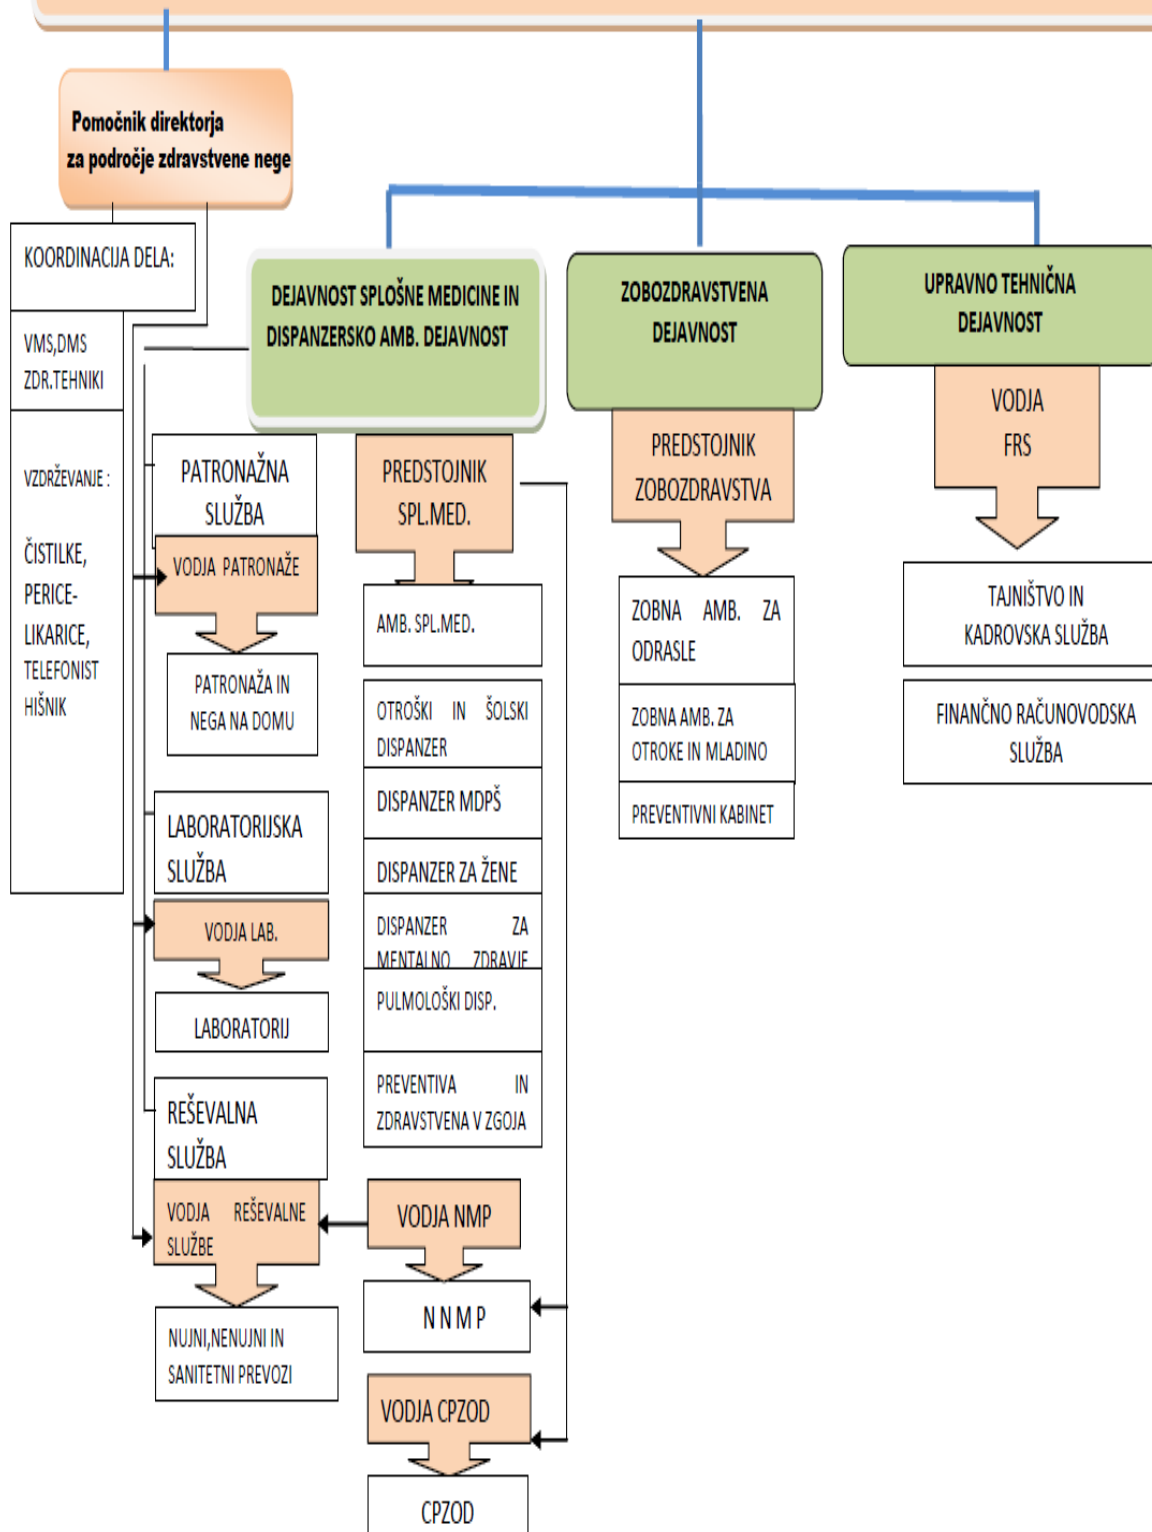 Pomočnik direktorja
za področje zdravstvene nege
KOORDINACIJA DELA:
VMS,DMS
ZDR.TEHNIKI
VZDRŽEVANJE :
ČISTILKE,
PERICE-
LIKARICE,
TELEFONIST
HIŠNIK
DEJAVNOST SPLOŠNE MEDICINE IN
DISPANZERSKO AMB. DEJAVNOST
PATRONAŽNA
SLUŽBA
VODJA PATRONAŽE
PATRONAŽA IN
NEGA NA DOMU
LABORATORIJSKA
SLUŽBA
VODJA LAB.
LABORATORIJ
REŠEVALNA
SLUŽBA
VODJA REŠEVALNE
SLUŽBE
NUJNI,NENUJNI IN
SANITETNI PREVOZI
PREDSTOJNIK
SPL.MED.
AMB. SPL.MED.
OTROŠKI IN ŠOLSKI
DISPANZER
DISPANZER MDPŠ
DISPANZER ZA ŽENE
DISPANZER ZA
MENTALNO ZDRAVJE
PULMOLOŠKI DISP.
PREVENTIVA IN
ZDRAVSTVENA V ZGOJA
VODJA NMP
N N M P
VODJA CPZOD
CPZOD
ZOBOZDRAVSTVENA
DEJAVNOST
PREDSTOJNIK
ZOBOZDRAVSTVA
ZOBNA AMB. ZA
ODRASLE
ZOBNA AMB. ZA
OTROKE IN MLADINO
PREVENTIVNI KABINET
UPRAVNO TEHNIČNA
DEJAVNOST
VODJA
FRS
TAJNIŠTVO IN
KADROVSKA SLUŽBA
FINANČNO RAČUNOVODSKA
SLUŽBA